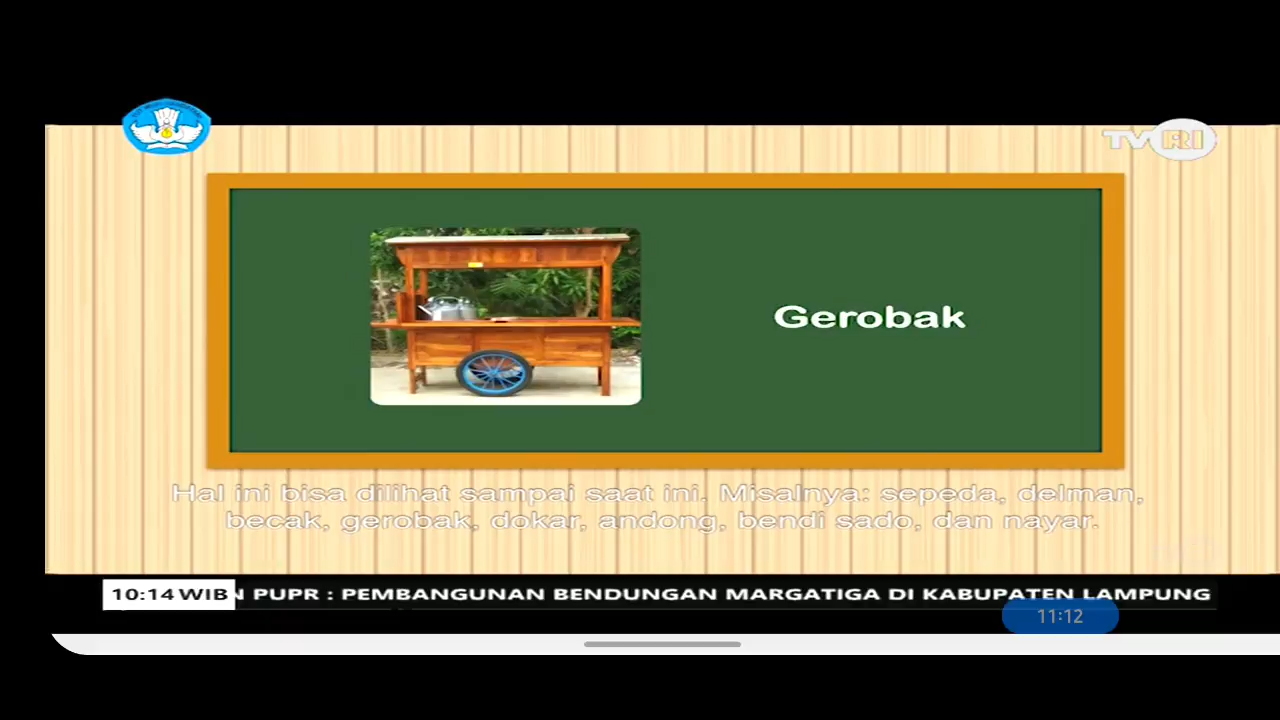 TVRI
Gerobak
Hal ini bisa dilihat sampai saat ini. Misalnya: sepeda, delman,
becak, gerobak, dokar, andong, bendi sado, dan nayar.
10:14 WIB
N PUPR : PEMBANGUNAN BENDUNGAN MARGATIGA DI KABUPATEN LAMPUNG
11:12